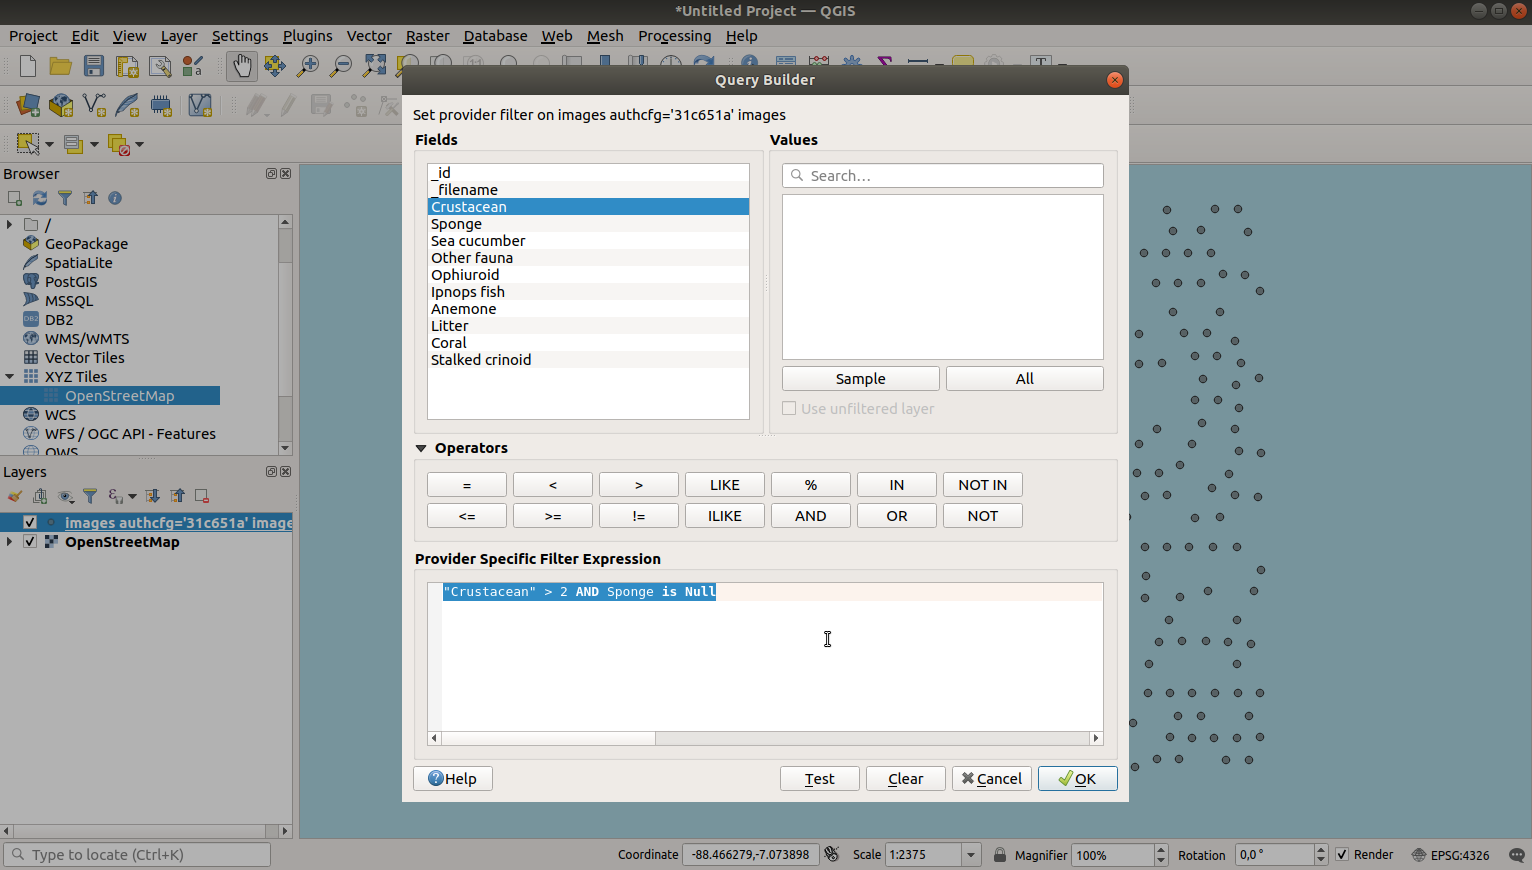 *Untitled Project — QGIS
Project Edit View Layer Settings Plugins Vector Raster Database Web Mesh Processing Help
Query Builder
Set provider filter on images authcfg='31c651a' images
Fields
Values
_id
_filename
Crustacean
Sponge
Sea cucumber
Other fauna
Ophiuroid
Ipnops fish
Anemone
Litter
Coral
Stalked crinoid
Search…
Sample All
Use unfiltered layer
Operators
= < > LIKE % IN NOT IN
<= >= != ILIKE AND OR NOT
Provider Specific Filter Expression
"Crustacean" > 2 AND Sponge is Null
Help Test Clear Cancel OK
Browser
/
GeoPackage
SpatiaLite
PostGIS
MSSQL
DB2
WMS/WMTS
Vector Tiles
XYZ Tiles
OpenStreetMap
WCS
WFS / OGC API - Features
OWS
Layers
images authcfg='31c651a' image
OpenStreetMap
Type to locate (Ctrl+K)
Coordinate -88.466279,-7.073898 Scale 1:2375 Magnifier 100% Rotation 0,0 ° Render EPSG:4326